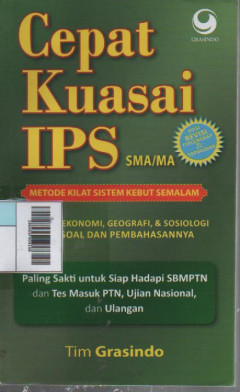 GRASINDO
Cepat
Kuasai
IPS
SMA/MA
REVISI
METODE KILAT SISTEM KEBUT SEMALAM
EKONOMI, GEOGRAFI, & SOSIOLOGI
SOAL DAN PEMBAHASANNYA
Paling Sakti untuk Siap Hadapi SBMPTN
dan Tes Masuk PTN, Ujian Nasional,
dan Ulangan
Tim Grasindo